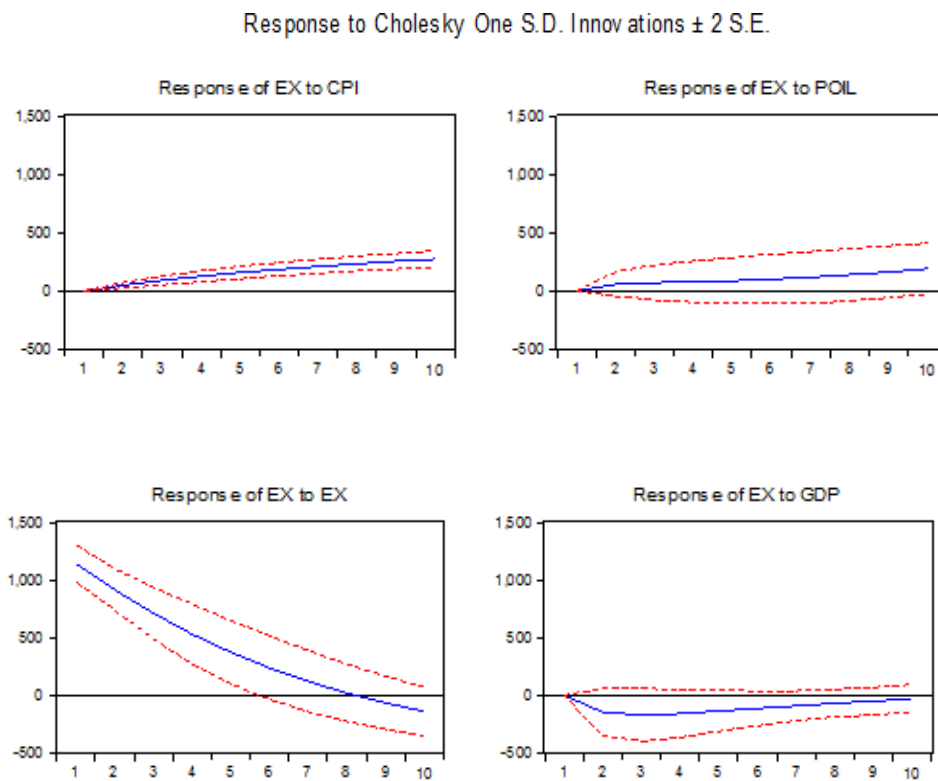 Response to Cholesky One S.D. Innovations ± 2 S.E.
Response of EX to CPI
1,500
1,000
500
0
-500
1 2 3 4 5 6 7 8 9 10
Response of EX to POIL
1,500
1,000
500
0
-500
1 2 3 4 5 6 7 8 9 10
Response of EX to EX
1,500
1,000
500
0
-500
1 2 3 4 5 6 7 8 9 10
Response of EX to GDP
1,500
1,000
500
0
-500
1 2 3 4 5 6 7 8 9 10